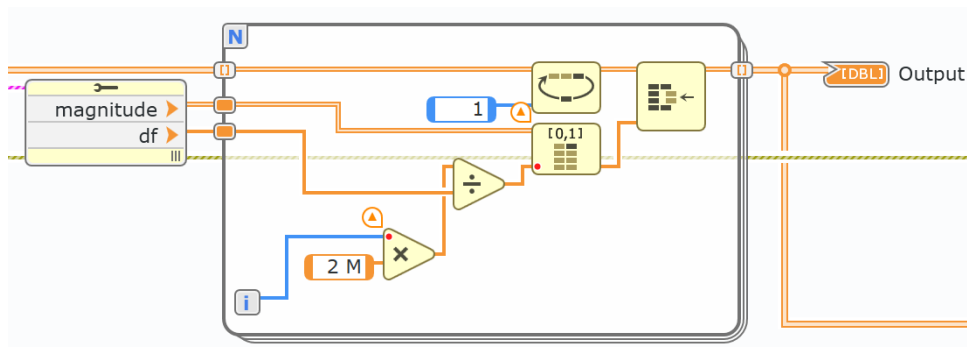 N
[]
[]
[DBL]
Output
magnitude
df
1
[0,1]
÷
×
2 M
i